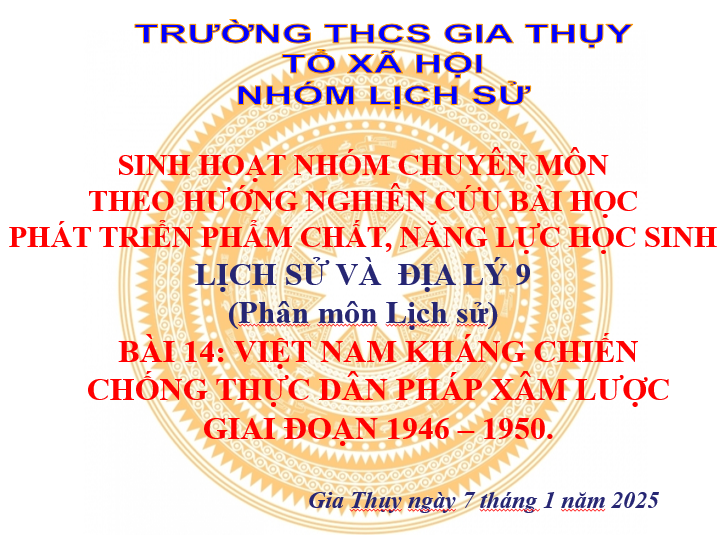 TRƯỜNG THCS GIA THỤY
TỔ XÃ HỘI
NHÓM LỊCH SỬ
SINH HOẠT NHÓM CHUYÊN MÔN
THEO HƯỚNG NGHIÊN CỨU BÀI HỌC
PHÁT TRIỂN PHẨM CHẤT, NĂNG LỰC HỌC SINH
LỊCH SỬ VÀ ĐỊA LÝ 9
(Phân môn Lịch sử)
BÀI 14: VIỆT NAM KHÁNG CHIẾN
CHỐNG THỰC DÂN PHÁP XÂM LƯỢC
GIAI ĐOẠN 1946 – 1950.
Gia Thụy ngày 7 tháng 1 năm 2025